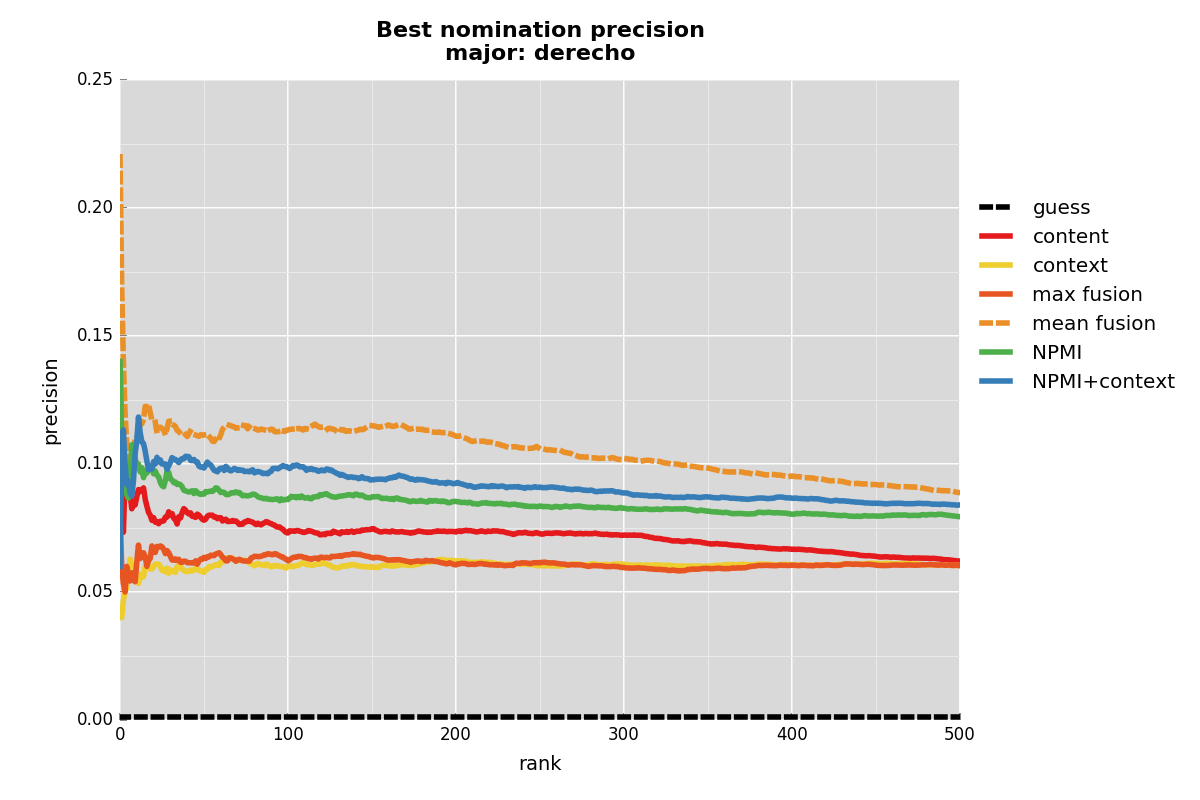 Best nomination precision
major: derecho
0.25
0.20
0.15
0.10
0.05
0.00
precision
0 100 200 300 400 500
rank
guess
content
context
max fusion
mean fusion
NPMI
NPMI+context